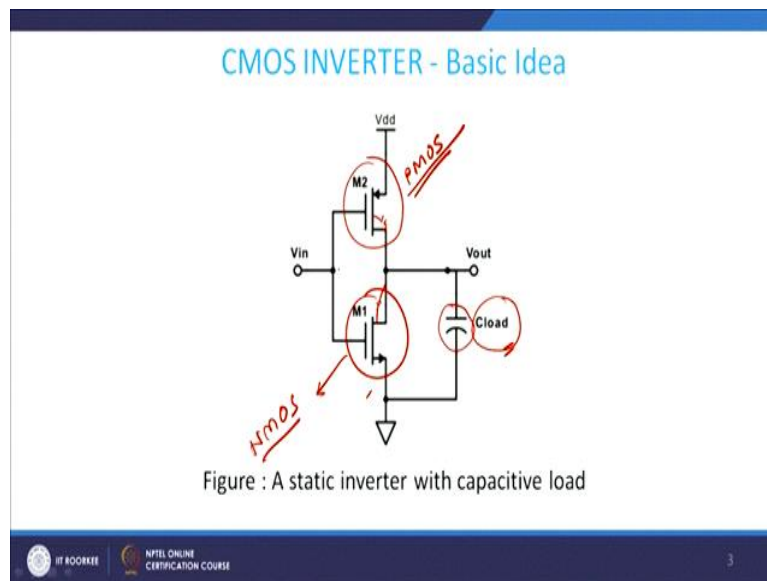 CMOS INVERTER - Basic Idea
Vdd
PMOS
M2
Vin
Vout
M1
Cload
NMOS
Figure : A static inverter with capacitive load
IIT ROORKEE
NPTEL ONLINE
CERTIFICATION COURSE
3